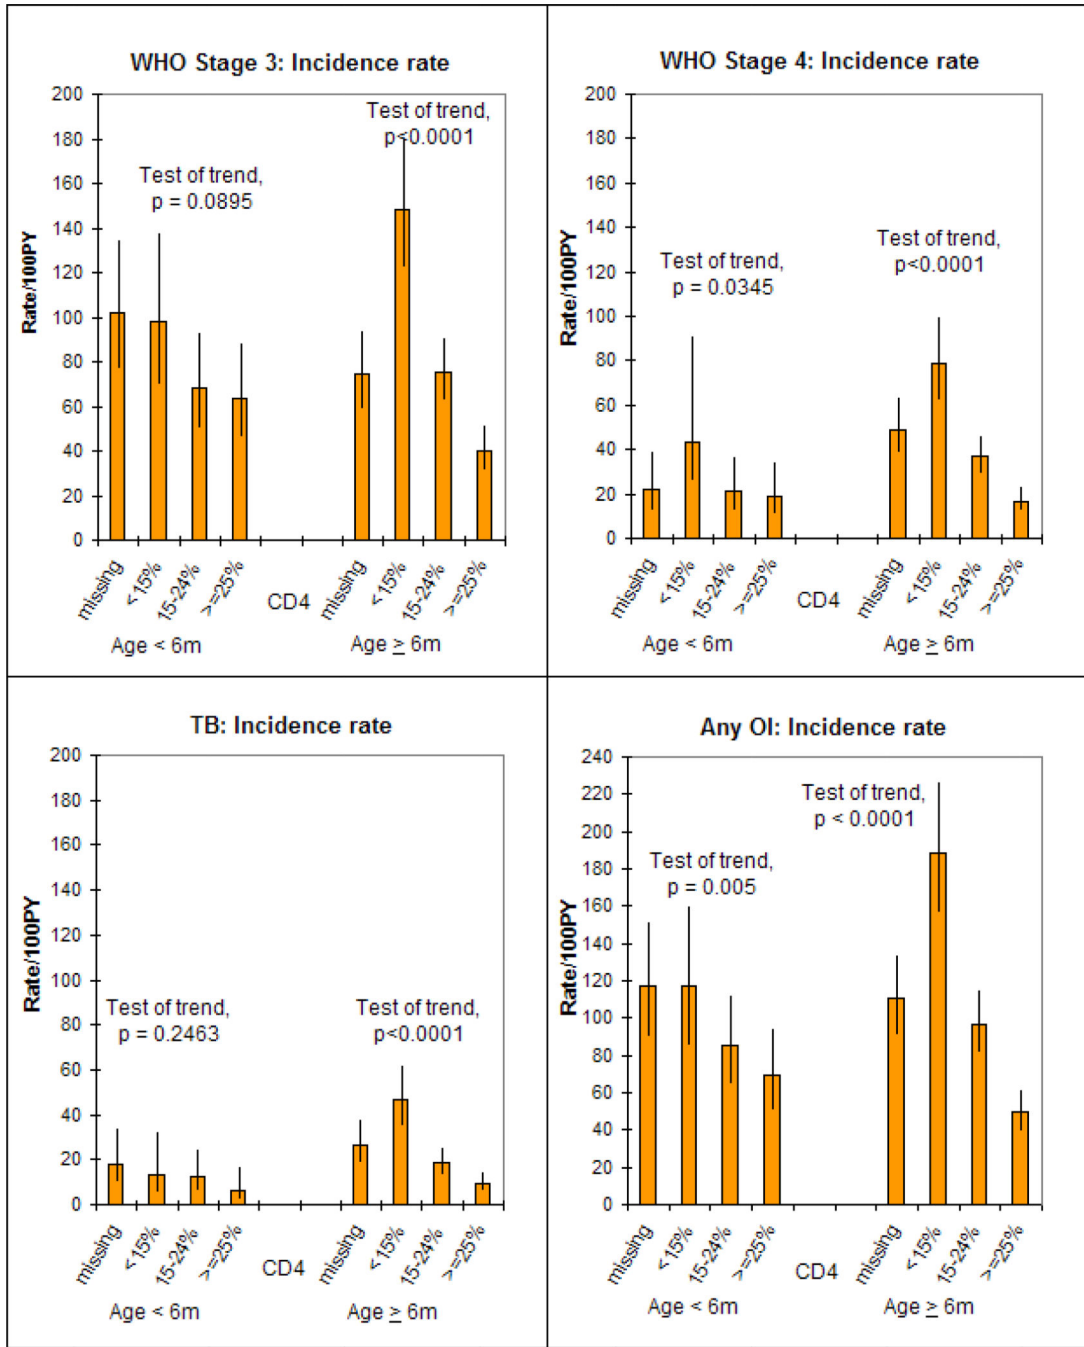 WHO Stage 3: Incidence rate
Rate/100PY
200
180
160
140
120
100
80
60
40
20
0
Test of trend,
p = 0.0895
Test of trend,
p<0.0001
missing
<15%
15-24%
>=25%
CD4
missing
<15%
15-24%
>=25%
Age < 6m
Age ≥ 6m
WHO Stage 4: Incidence rate
Rate/100PY
200
180
160
140
120
100
80
60
40
20
0
Test of trend,
p = 0.0345
Test of trend,
p<0.0001
missing
<15%
15-24%
>=25%
CD4
missing
<15%
15-24%
>=25%
Age < 6m
Age ≥ 6m
TB: Incidence rate
Rate/100PY
200
180
160
140
120
100
80
60
40
20
0
Test of trend,
p = 0.2463
Test of trend,
p<0.0001
missing
<15%
15-24%
>=25%
CD4
missing
<15%
15-24%
>=25%
Age < 6m
Age ≥ 6m
Any OI: Incidence rate
Rate/100PY
240
220
200
180
160
140
120
100
80
60
40
20
0
Test of trend,
p = 0.005
Test of trend,
p < 0.0001
missing
<15%
15-24%
>=25%
CD4
missing
<15%
15-24%
>=25%
Age < 6m
Age ≥ 6m